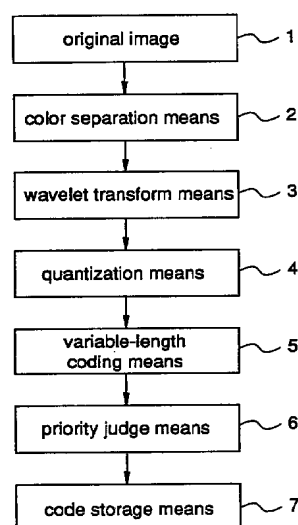 original image 1
color separation means 2
wavelet transform means 3
quantization means 4
variable-length
coding means 5
priority judge means 6
code storage means 7